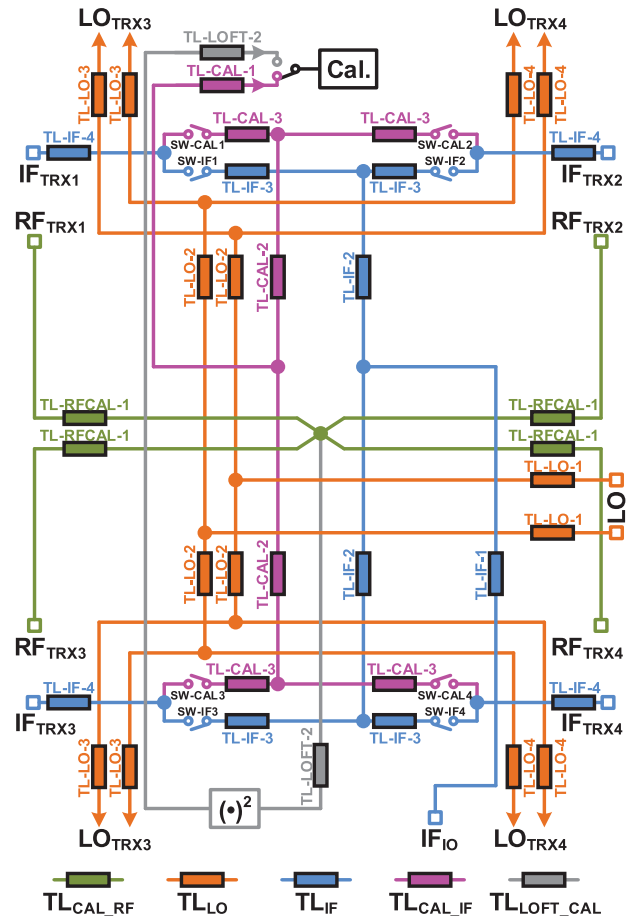 LOTRX3
LOTRX4
TL-LOFT-2
TL-LO-3
TL-LO-3
TL-CAL-1
Cal.
TL-LO-4
TL-LO-4
TL-IF-4
SW-CAL1
TL-CAL-3
TL-CAL-3
SW-CAL2
TL-IF-4
SW-IF1
SW-IF2
IFTRX1
TL-IF-3
TL-IF-3
IFTRX2
RFTRX1
RFTRX2
TL-LO-2
TL-LO-2
TL-CAL-2
TL-IF-2
TL-RFCAL-1
TL-RFCAL-1
TL-RFCAL-1
TL-RFCAL-1
TL-LO-1
LO
TL-LO-1
TL-LO-2
TL-LO-2
TL-CAL-2
TL-IF-2
TL-IF-1
RFTRX3
RFTRX4
TL-IF-4
TL-CAL-3
TL-CAL-3
TL-IF-4
SW-CAL3
SW-CAL4
IFTRX3
SW-IF3
SW-IF4
IFTRX4
TL-IF-3
TL-IF-3
TL-LO-3
TL-LO-3
TL-LOFT-2
TL-LO-4
TL-LO-4
(•)²
LOTRX3
IFIO
LOTRX4
TLCAL_RF
TLLO
TLIF
TLCAL_IF
TLLOFT_CAL